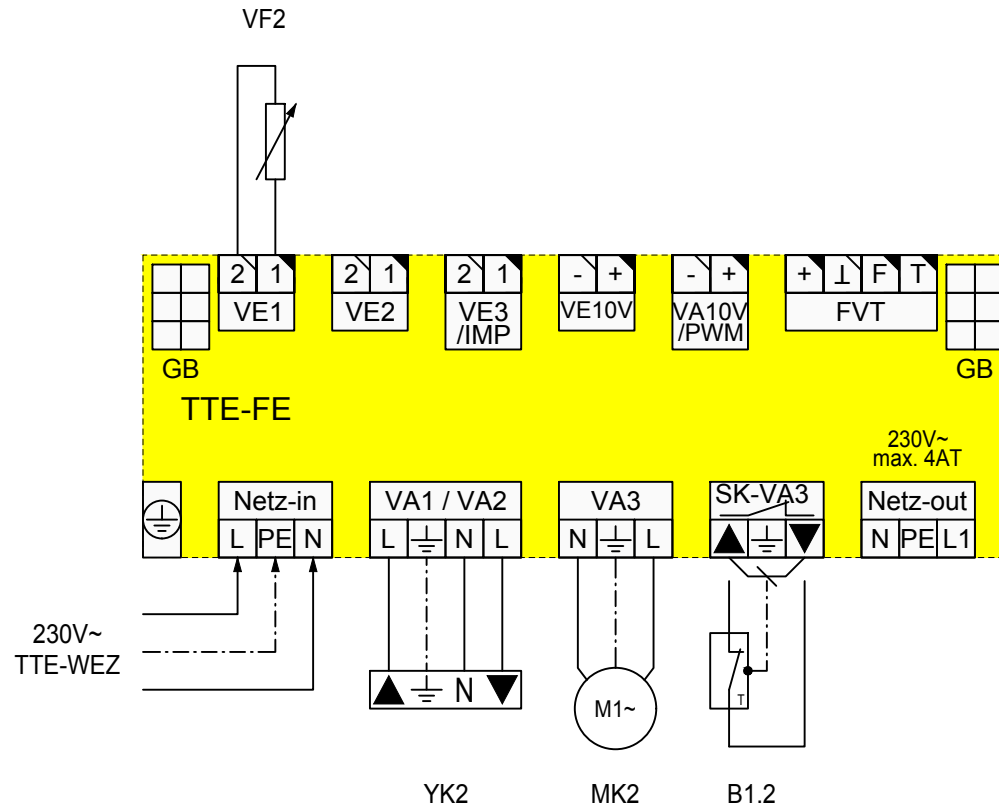 VF2
2 1
VE1
2 1
VE2
2 1
VE3
/IMP
- +
VE10V
- +
VA10V
/PWM
+ ⊥ F T
FVT
GB
GB
TTE-FE
230V~
max. 4AT
Netz-in
L PE N
VA1 / VA2
L N L
VA3
N L
SK-VA3
Netz-out
N PE L1
230V~
TTE-WEZ
N
M1~
T
YK2
MK2
B1.2